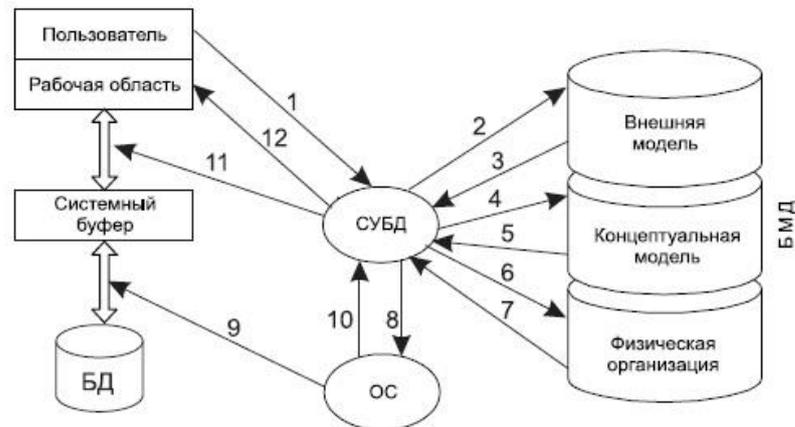 Пользователь
Рабочая область
1
12
11
2
3
Внешняя
модель
Системный
буфер
СУБД
4
5
6
7
Концептуальная
модель
БМД
9
10
8
Физическая
организация
БД
ОС